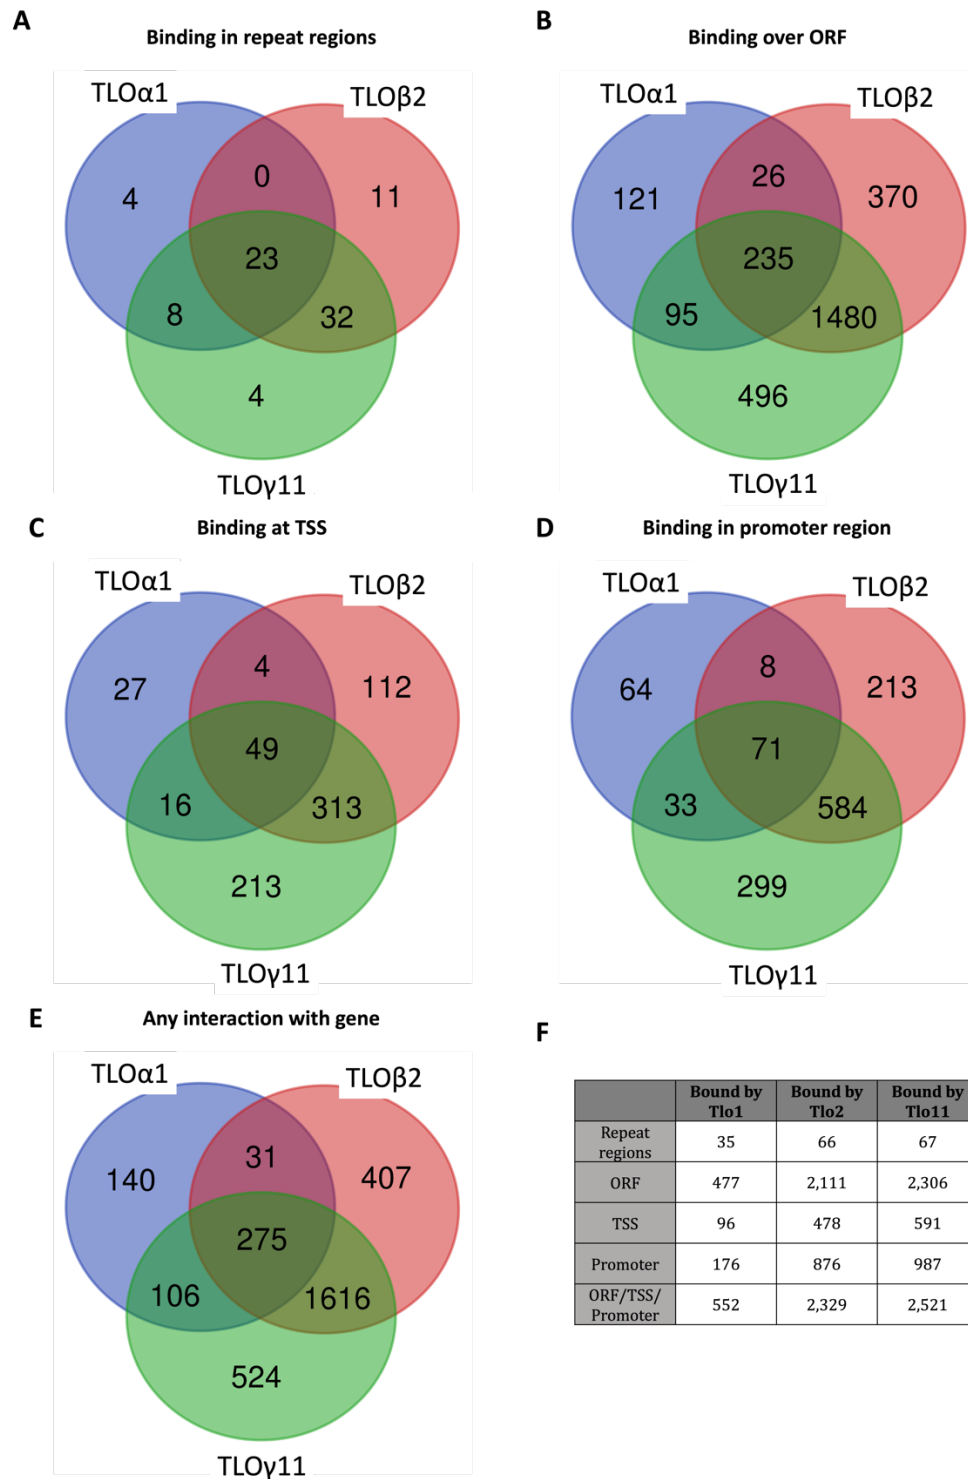 A
Binding in repeat regions
TLOα1
TLOβ2
4
0
11
23
8
32
4
TLOγ11
B
Binding over ORF
TLOα1
TLOβ2
121
26
370
235
95
1480
496
TLOγ11
C
Binding at TSS
TLOα1
TLOβ2
27
4
112
49
16
313
213
TLOγ11
D
Binding in promoter region
TLOα1
TLOβ2
64
8
213
71
33
584
299
TLOγ11
E
Any interaction with gene
TLOα1
TLOβ2
140
31
407
275
106
1616
524
TLOγ11
F
Bound by Bound by Bound by
Tlo1 Tlo2 Tlo11
Repeat
regions 35 66 67
ORF 477 2,111 2,306
TSS 96 478 591
Promoter 176 876 987
ORF/TSS/
Promoter 552 2,329 2,521